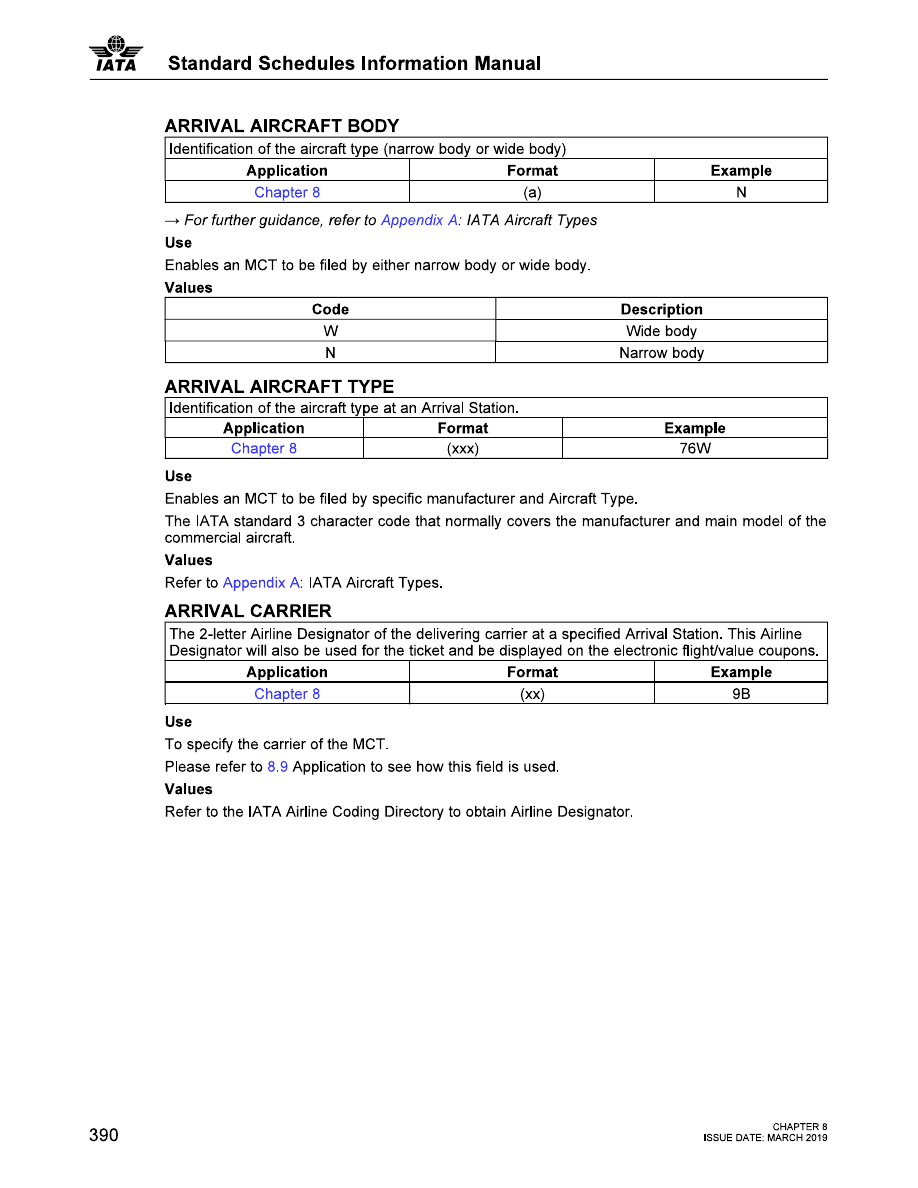 IATA
Standard Schedules Information Manual
ARRIVAL AIRCRAFT BODY
Identification of the aircraft type (narrow body or wide body)
Application Format Example
Chapter 8 (a) N
→ For further guidance, refer to Appendix A: IATA Aircraft Types
Use
Enables an MCT to be filed by either narrow body or wide body.
Values
Code Description
W Wide body
N Narrow body
ARRIVAL AIRCRAFT TYPE
Identification of the aircraft type at an Arrival Station.
Application Format Example
Chapter 8 (xxx) 76W
Use
Enables an MCT to be filed by specific manufacturer and Aircraft Type.
The IATA standard 3 character code that normally covers the manufacturer and main model of the
commercial aircraft.
Values
Refer to Appendix A: IATA Aircraft Types.
ARRIVAL CARRIER
The 2-letter Airline Designator of the delivering carrier at a specified Arrival Station. This Airline
Designator will also be used for the ticket and be displayed on the electronic flight/value coupons.
Application Format Example
Chapter 8 (xx) 9B
Use
To specify the carrier of the MCT.
Please refer to 8.9 Application to see how this field is used.
Values
Refer to the IATA Airline Coding Directory to obtain Airline Designator.
390
CHAPTER 8
ISSUE DATE: MARCH 2019